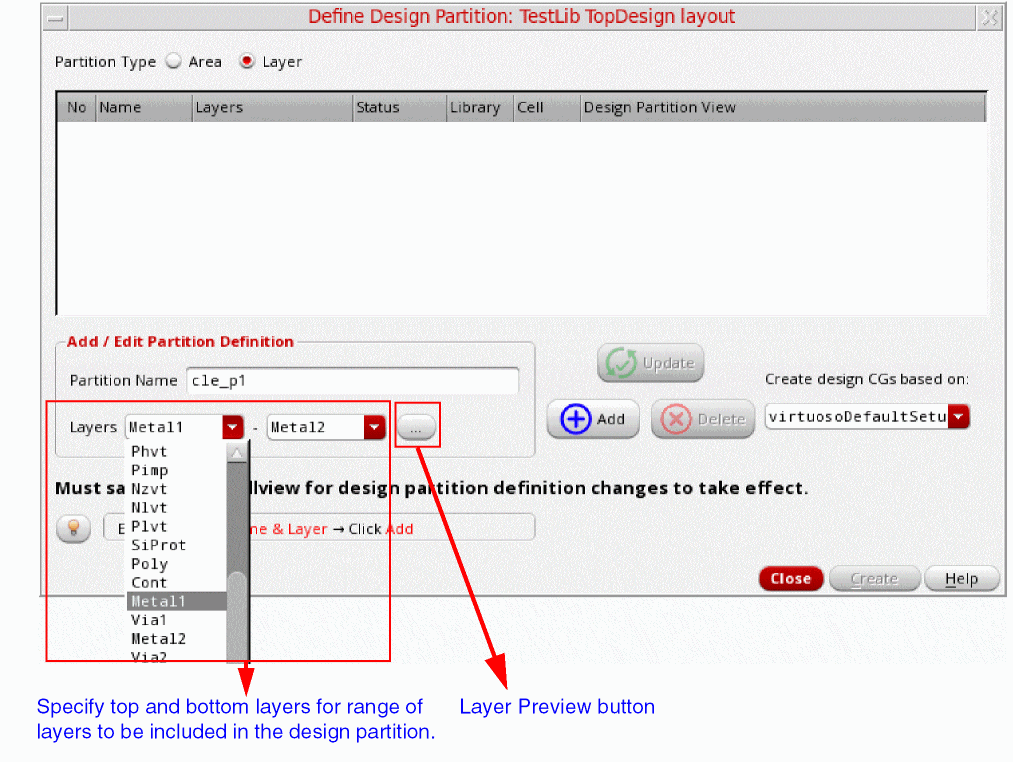 Define Design Partition: TestLib TopDesign layout
Partition Type Area Layer
No Name Layers Status Library Cell Design Partition View
Add / Edit Partition Definition
Update
Partition Name cle_p1
Create design CGs based on:
Layers Metal1 - Metal2 ... Add Delete virtuosoDefaultSetu
Phvt
Pimp
Nzvt
Must sa llview for design partition definition changes to take effect.
Nlvt
Plvt
E ne & Layer → Click Add
SiProt
Poly
Cont
Close Create Help
Metal1
Via1
Metal2
Via2
Specify top and bottom layers for range of
layers to be included in the design partition.
Layer Preview button